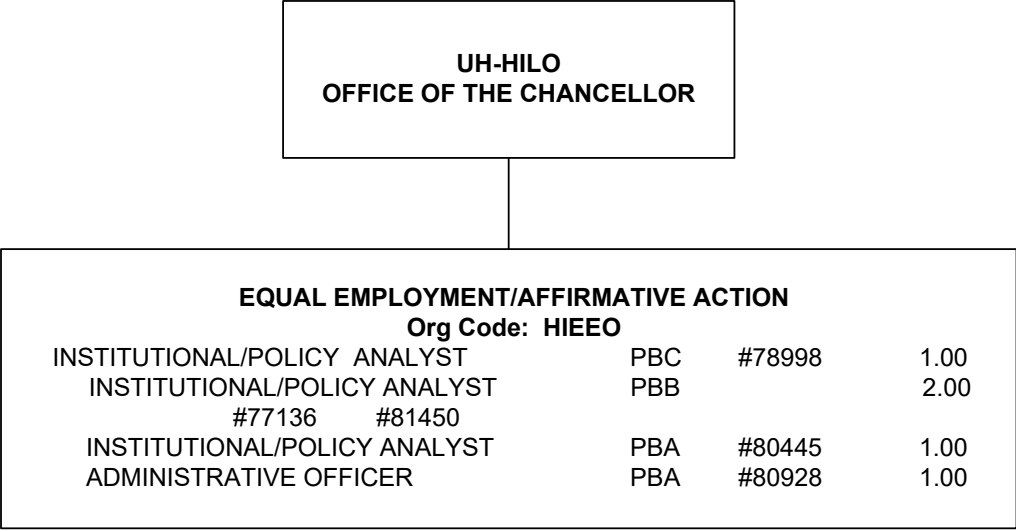 UH-HILO
OFFICE OF THE CHANCELLOR
EQUAL EMPLOYMENT/AFFIRMATIVE ACTION
Org Code: HIEEO
INSTITUTIONAL/POLICY ANALYST PBC #78998 1.00
INSTITUTIONAL/POLICY ANALYST PBB 2.00
#77136 #81450
INSTITUTIONAL/POLICY ANALYST PBA #80445 1.00
ADMINISTRATIVE OFFICER PBA #80928 1.00